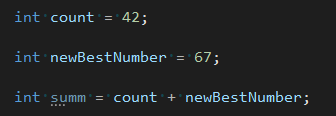 int count = 42;
int newBestNumber = 67;
int summ = count + newBestNumber;